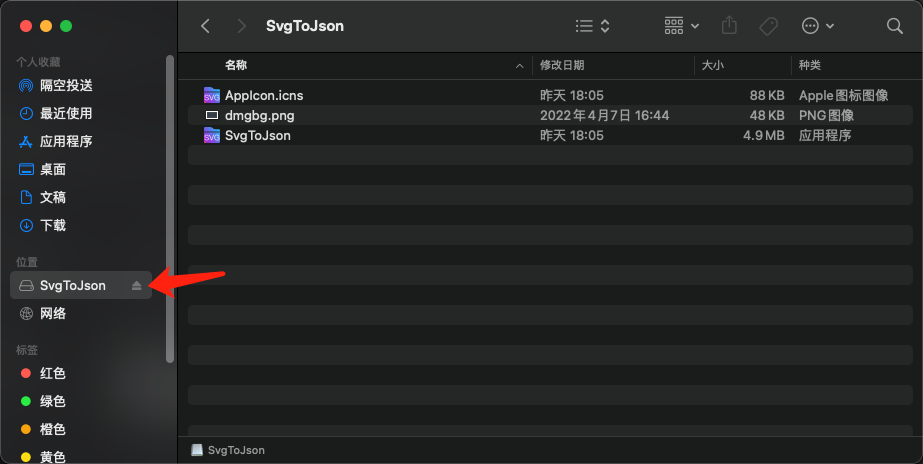 SvgToJson
个人收藏
隔空投送
最近使用
应用程序
桌面
文稿
下载
位置
SvgToJson
网络
标签
红色
绿色
橙色
黄色
名称 修改日期 大小 种类
SVG AppIcon.icns 昨天 18:05 88 KB Apple图标图像
dmgbg.png 2022年4月7日 16:44 48 KB PNG图像
SVG SvgToJson 昨天 18:05 4.9 MB 应用程序
SvgToJson